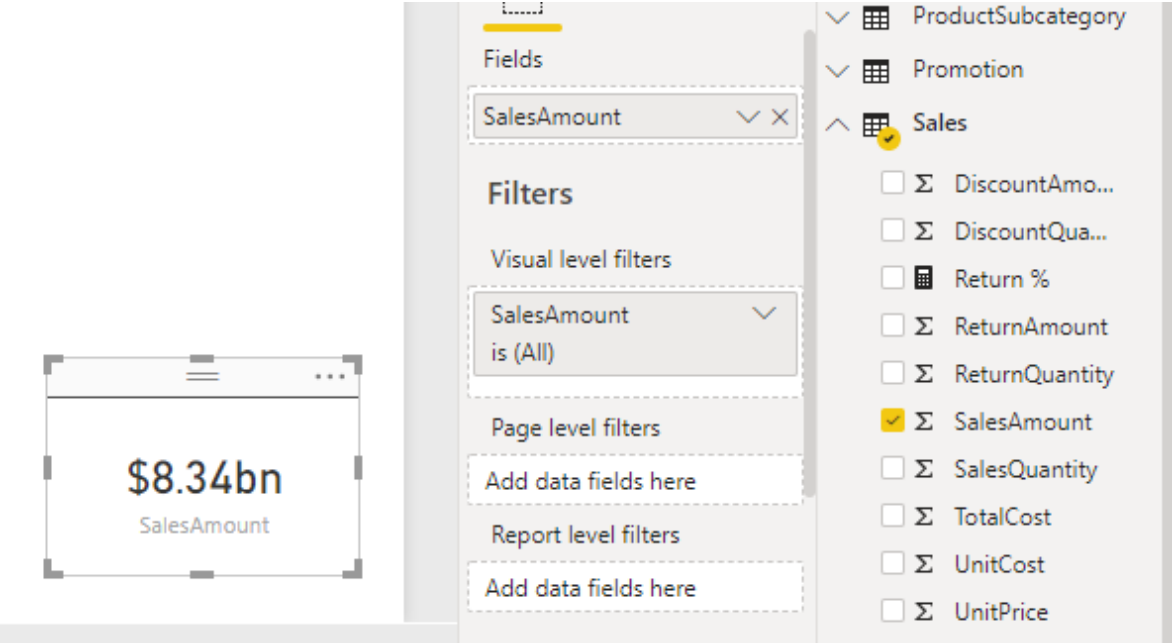 $8.34bn
SalesAmount
Fields
SalesAmount
Filters
Visual level filters
SalesAmount
is (All)
Page level filters
Add data fields here
Report level filters
Add data fields here
ProductSubcategory
Promotion
Sales
Σ DiscountAmo...
Σ DiscountQua...
Return %
Σ ReturnAmount
Σ ReturnQuantity
Σ SalesAmount
Σ SalesQuantity
Σ TotalCost
Σ UnitCost
Σ UnitPrice